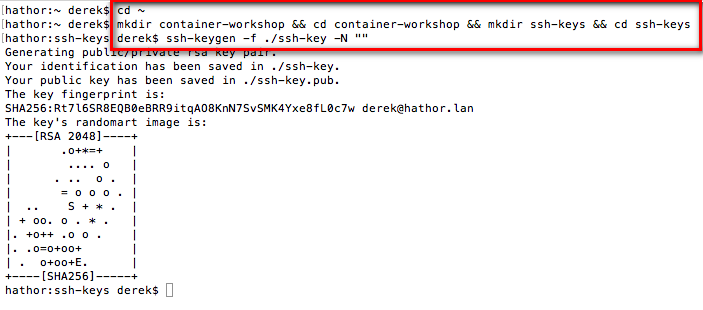 [hathor:~ derek$ cd ~
[hathor:~ derek$ mkdir container-workshop && cd container-workshop && mkdir ssh-keys && cd ssh-keys
[hathor:ssh-keys derek$ ssh-keygen -f ./ssh-key -N ""
Generating public/private rsa key pair.
Your identification has been saved in ./ssh-key.
Your public key has been saved in ./ssh-key.pub.
The key fingerprint is:
SHA256:Rt7l6SR8EQB0eBRR9itqAO8KnN7SvSMK4Yxe8fL0c7w derek@hathor.lan
The key's randomart image is:
+---[RSA 2048]----+
|       .o+*=+    |
|        .... o   |
|      . ..  o .  |
|       = o o o . |
|  ..    S + * .  |
| + oo. o . * .   |
|. +o++ .o o .    |
|. .o=o+oo+       |
| .  o+oo+E.      |
+----[SHA256]-----+
hathor:ssh-keys derek$